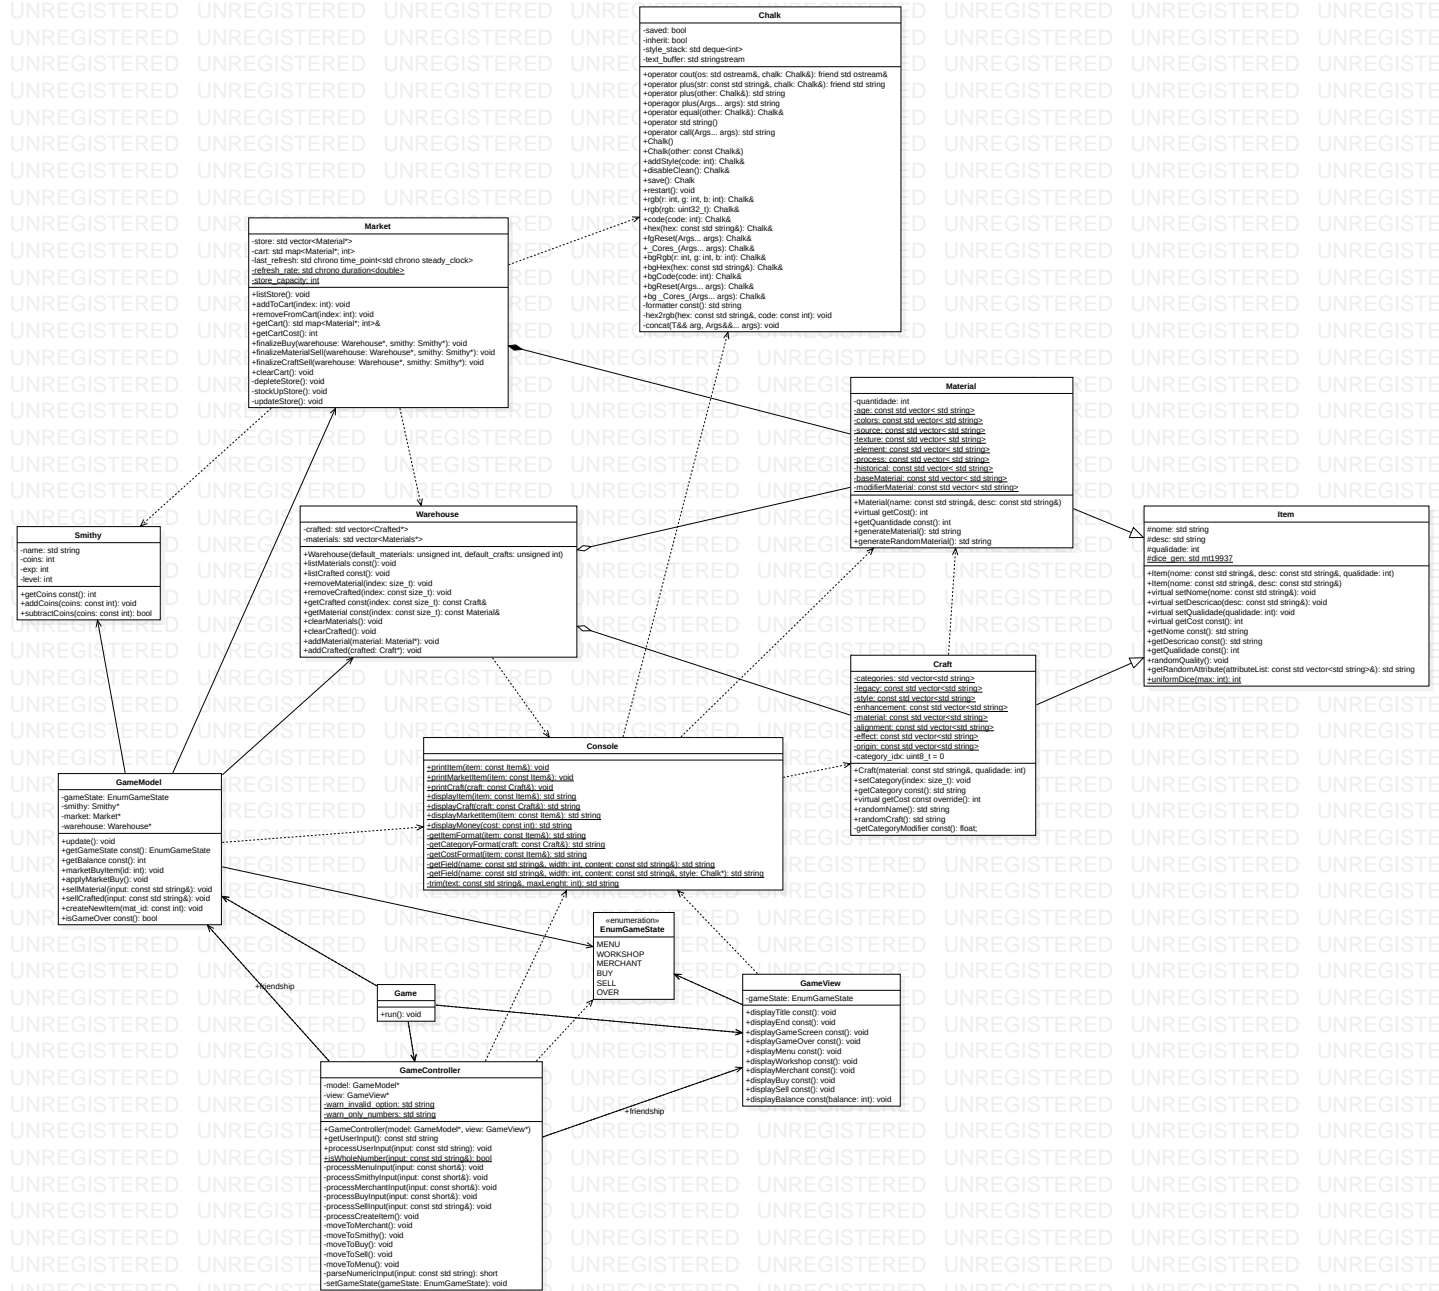 Chalk
-saved: bool
-inherit: bool
-style_stack: std deque<int>
-text_buffer: std stringstream
+operator cout(os: std ostream&, chalk: Chalk&): friend std ostream&
+operator plus(str: const std string&, chalk: Chalk&): friend std string
+operator plus(other: Chalk&): std string
+operagor plus(Args... args): std string
+operator equal(other: Chalk&): Chalk&
+operator std string()
+operator call(Args... args): std string
+Chalk()
+Chalk(other: const Chalk&)
+addStyle(code: int): Chalk&
+disableClean(): Chalk&
+save(): Chalk
+restart(): void
+rgb(r: int, g: int, b: int): Chalk&
+rgb(rgb: uint32_t): Chalk&
+code(code: int): Chalk&
+hex(hex: const std string&): Chalk&
+fgReset(Args... args): Chalk&
+_Cores_(Args... args): Chalk&
+bgRgb(r: int, g: int, b: int): Chalk&
+bgHex(hex: const std string&): Chalk&
+bgCode(code: int): Chalk&
+bgReset(Args... args): Chalk&
+bg _Cores_(Args... args): Chalk&
-formatter const(): std string
-hex2rgb(hex: const std string&, code: const int): void
-concat(T&& arg, Args&&... args): void
Market
-store: std vector<Material*>
-cart: std map<Material*; int>
-last_refresh: std chrono time_point<std chrono steady_clock>
-refresh_rate: std chrono duration<double>
-store_capacity: int
+listStore(): void
+addToCart(index: int): void
+removeFromCart(index: int): void
+getCart(): std map<Material*; int>&
+getCartCost(): int
+finalizeBuy(warehouse: Warehouse*, smithy: Smithy*): void
+finalizeMaterialSell(warehouse: Warehouse*, smithy: Smithy*): void
+finalizeCraftSell(warehouse: Warehouse*, smithy: Smithy*): void
+clearCart(): void
-depleteStore(): void
-stockUpStore(): void
-updateStore(): void
Material
-quantidade: int
-age: const std vector< std string>
-colors: const std vector< std string>
-source: const std vector< std string>
-texture: const std vector< std string>
-element: const std vector< std string>
-process: const std vector< std string>
-historical: const std vector< std string>
-baseMaterial: const std vector< std string>
-modifierMaterial: const std vector< std string>
+Material(name: const std string&, desc: const std string&)
+virtual getCost(): int
+getQuantidade const(): int
+generateMaterial(): std string
+generateRandomMaterial(): std string
Smithy
-name: std string
-coins: int
-exp: int
-level: int
+getCoins const(): int
+addCoins(coins: const int): void
+subtractCoins(coins: const int): bool
Warehouse
-crafted: std vector<Crafted*>
-materials: std vector<Materials*>
+Warehouse(default_materials: unsigned int, default_crafts: unsigned int)
+listMaterials const(): void
+listCrafted const(): void
+removeMaterial(index: size_t): void
+removeCrafted(index: const size_t): void
+getCrafted const(index: const size_t): const Craft&
+getMaterial const(index: const size_t): const Material&
+clearMaterials(): void
+clearCrafted(): void
+addMaterial(material: Material*): void
+addCrafted(crafted: Craft*): void
Item
#nome: std string
#desc: std string
#qualidade: int
#dice_gen: std mt19937
+Item(nome: const std string&, desc: const std string&, qualidade: int)
+Item(nome: const std string&, desc: const std string&)
+virtual setNome(nome: const std string&): void
+virtual setDescricao(desc: const std string&): void
+virtual setQualidade(qualidade: int): void
+virtual getCost const(): int
+getNome const(): std string
+getDescricao const(): std string
+getQualidade const(): int
+randomQuality(): void
+getRandomAttribute(attributeList: const std vector<std string>&): std string
+uniformDice(max: int): int
Craft
-categories: std vector<std string>
-legacy: const std vector<std string>
-style: const std vector<std string>
-enhancement: const std vector<std string>
-material: const std vector<std string>
-alignment: const std vector<std string>
-effect: const std vector<std string>
-origin: const std vector<std string>
-category_idx: uint8_t = 0
+Craft(material: const std string&, qualidade: int)
+setCategory(index: size_t): void
+getCategory const(): std string
+virtual getCost const override(): int
+randomName(): std string
+randomCraft(): std string
-getCategoryModifier const(): float;
Console
+printItem(item: const Item&): void
+printMarketItem(item: const Item&): void
+printCraft(craft: const Craft&): void
+displayItem(item: const Item&): std string
+displayCraft(craft: const Craft&): std string
+displayMarketItem(item: const Item&): std string
+displayMoney(cost: const int): std string
-getItemFormat(item: const Item&): std string
-getCategoryFormat(craft: const Craft&): std string
-getCostFormat(item: const Item&): std string
-getField(name: const std string&, width: int, content: const std string&): std string
-getField(name: const std string&, width: int, content: const std string&, style: Chalk*): std string
-trim(text: const std string&, maxLenght: int): std string
GameModel
-gameState: EnumGameState
-smithy: Smithy*
-market: Market*
-warehouse: Warehouse*
+update(): void
+getGameState const(): EnumGameState
+getBalance const(): int
+marketBuyItem(id: int): void
+applyMarketBuy(): void
+sellMaterial(input: const std string&): void
+sellCrafted(input: const std string&): void
+createNewItem(mat_id: const int): void
+isGameOver const(): bool
«enumeration»
EnumGameState
MENU
WORKSHOP
MERCHANT
BUY
SELL
OVER
Game
+run(): void
+friendship
GameView
-gameState: EnumGameState
+displayTitle const(): void
+displayEnd const(): void
+displayGameScreen const(): void
+displayGameOver const(): void
+displayMenu const(): void
+displayWorkshop const(): void
+displayMerchant const(): void
+displayBuy const(): void
+displaySell const(): void
+displayBalance const(balance: int): void
+friendship
GameController
-model: GameModel*
-view: GameView*
-warn_invalid_option: std string
-warn_only_numbers: std string
+GameController(model: GameModel*, view: GameView*)
+getUserInput(): const std string
+processUserInput(input: const std string): void
+isWholeNumber(input: const std string&): bool
-processMenuInput(input: const short&): void
-processSmithyInput(input: const short&): void
-processMerchantInput(input: const short&): void
-processBuyInput(input: const short&): void
-processSellInput(input: const std string&): void
-processCreateItem(): void
-moveToMerchant(): void
-moveToSmithy(): void
-moveToBuy(): void
-moveToSell(): void
-moveToMenu(): void
-parseNumericInput(input: const std string): short
-setGameState(gameState: EnumGameState): void